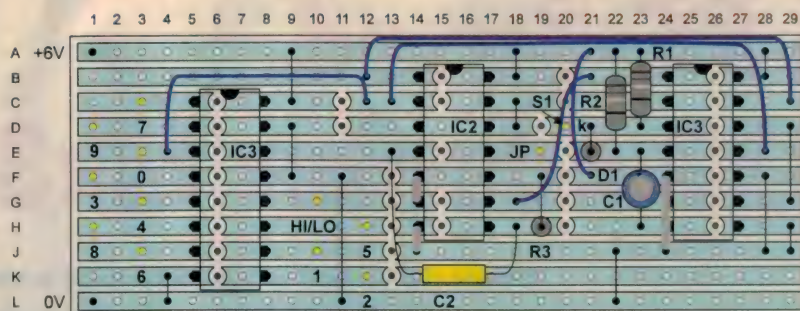 1 2 3 4 5 6 7 8 9 10 11 12 13 14 15 16 17 18 19 20 21 22 23 24 25 26 27 28 29
A +6V R1
B
C S1 R2
D 7 IC2 k IC3
E 9 IC3 JP
F 0 D1
G 3 C1
H 4 HI/LO
J 8 5 R3
K 6 1
L 0V 2 C2